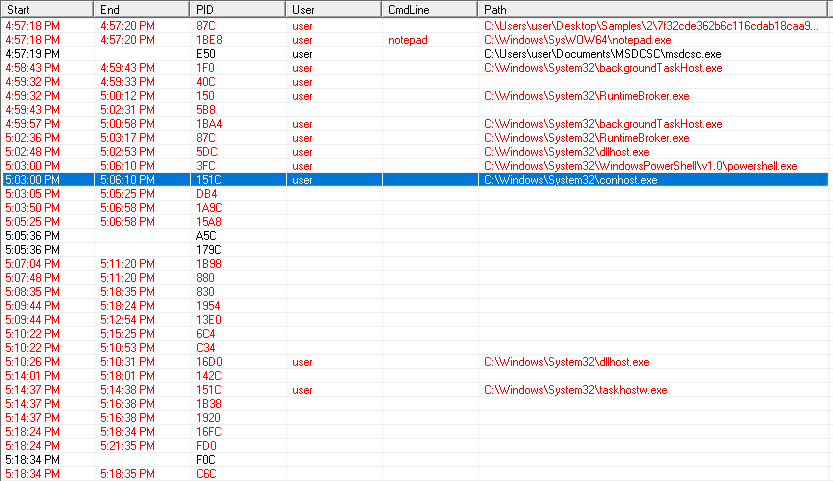 Start End PID User CmdLine Path
4:57:18 PM 4:57:20 PM 87C user C:\Users\user\Desktop\Samples\2\7f32cde362b6c116cdab18caa9...
4:57:18 PM 4:57:20 PM 1BE8 user notepad C:\Windows\SysWOW64\notepad.exe
4:57:19 PM E50 user C:\Users\user\Documents\MSDCSC\msdcsc.exe
4:58:43 PM 4:59:43 PM 1F0 user C:\Windows\System32\backgroundTaskHost.exe
4:59:32 PM 4:59:33 PM 40C user
4:59:32 PM 5:00:12 PM 150 user C:\Windows\System32\RuntimeBroker.exe
4:59:43 PM 5:02:31 PM 5B8
4:59:57 PM 5:00:58 PM 1BA4 user C:\Windows\System32\backgroundTaskHost.exe
5:02:36 PM 5:03:17 PM 87C user C:\Windows\System32\RuntimeBroker.exe
5:02:48 PM 5:02:53 PM 5DC user C:\Windows\System32\dllhost.exe
5:03:00 PM 5:06:10 PM 3FC user C:\Windows\System32\WindowsPowerShell\v1.0\powershell.exe
5:03:00 PM 5:06:10 PM 151C user C:\Windows\System32\conhost.exe
5:03:05 PM 5:05:25 PM DB4
5:03:50 PM 5:06:58 PM 1A9C
5:05:25 PM 5:06:58 PM 15A8
5:05:36 PM A5C
5:05:36 PM 179C
5:07:04 PM 5:11:20 PM 1B98
5:07:48 PM 5:11:20 PM 880
5:08:35 PM 5:18:35 PM 830
5:09:44 PM 5:18:24 PM 1954
5:09:44 PM 5:12:54 PM 13E0
5:10:22 PM 5:15:25 PM 6C4
5:10:22 PM 5:10:53 PM C34
5:10:26 PM 5:10:31 PM 16D0 user C:\Windows\System32\dllhost.exe
5:14:01 PM 5:18:01 PM 142C
5:14:37 PM 5:14:38 PM 151C user C:\Windows\System32\taskhostw.exe
5:14:37 PM 5:16:38 PM 1B38
5:14:37 PM 5:16:38 PM 1920
5:17:24 PM 5:18:34 PM 16FC
5:18:24 PM 5:21:35 PM FD0
5:18:34 PM F0C
5:18:34 PM 5:18:35 PM C6C